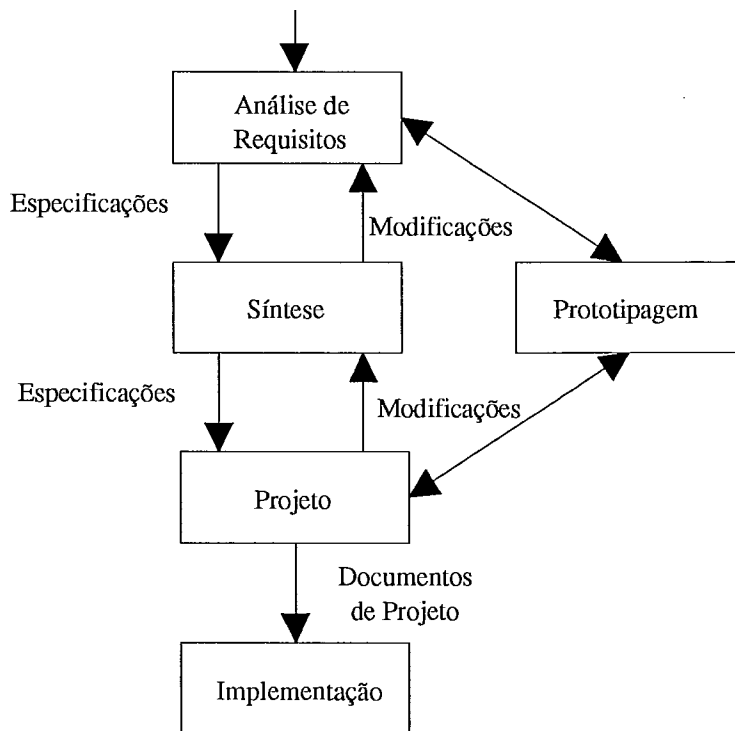 Análise de
Requisitos
Especificações
Modificações
Síntese
Prototipagem
Especificações
Modificações
Projeto
Documentos
de Projeto
Implementação